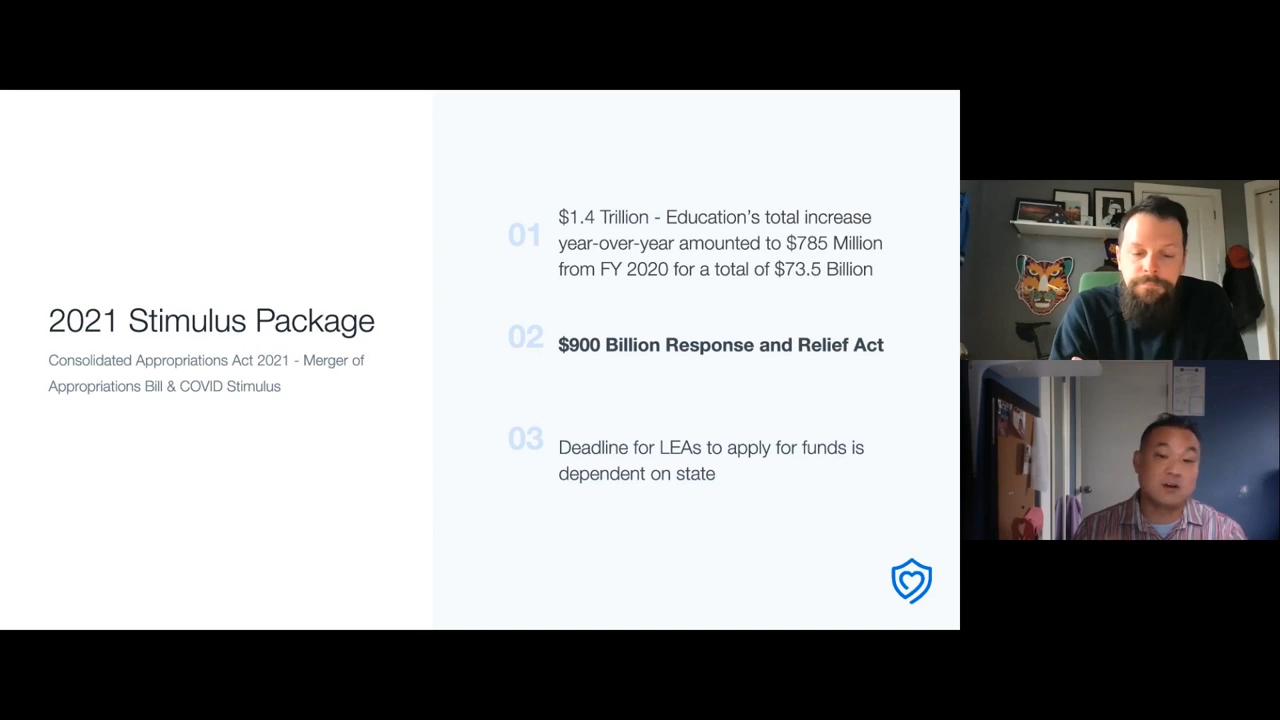 2021 Stimulus Package
Consolidated Appropriations Act 2021 - Merger of
Appropriations Bill & COVID Stimulus
01
$1.4 Trillion - Education’s total increase
year-over-year amounted to $785 Million
from FY 2020 for a total of $73.5 Billion
02
$900 Billion Response and Relief Act
03
Deadline for LEAs to apply for funds is
dependent on state